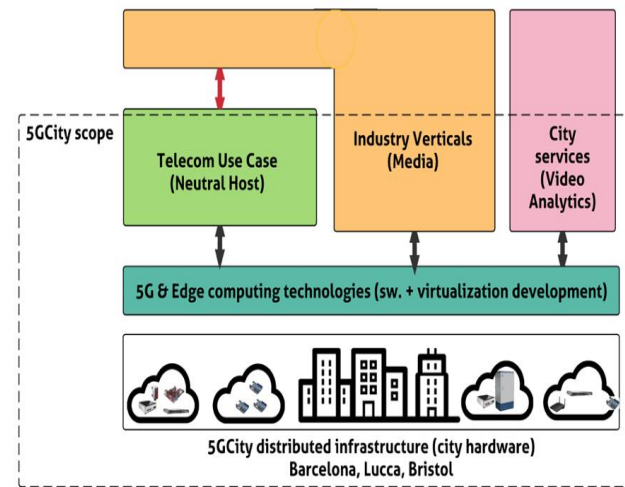 5GCity scope
Telecom Use Case
(Neutral Host)
Industry Verticals
(Media)
City
services
(Video
Analytics)
5G & Edge computing technologies (sw. + virtualization development)
5GCity distributed infrastructure (city hardware)
Barcelona, Lucca, Bristol